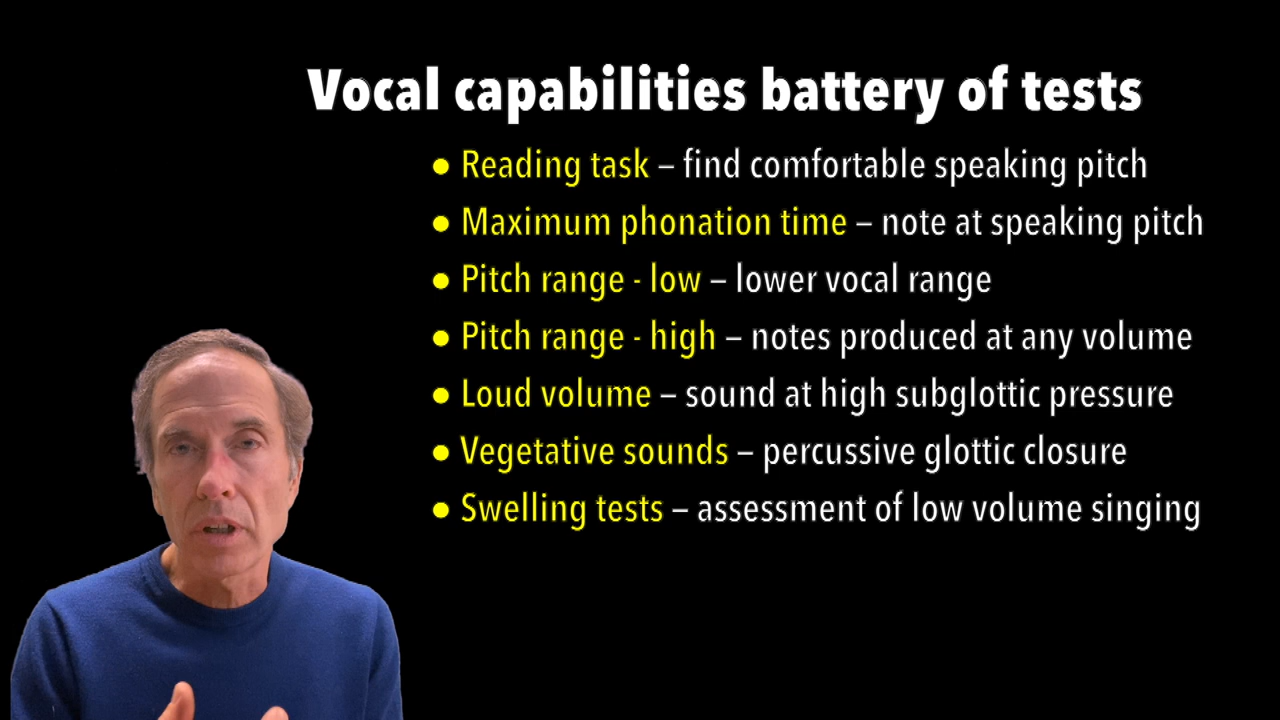 Vocal capabilities battery of tests
● Reading task – find comfortable speaking pitch
● Maximum phonation time – note at speaking pitch
● Pitch range - low – lower vocal range
● Pitch range - high – notes produced at any volume
● Loud volume – sound at high subglottic pressure
● Vegetative sounds – percussive glottic closure
● Swelling tests – assessment of low volume singing